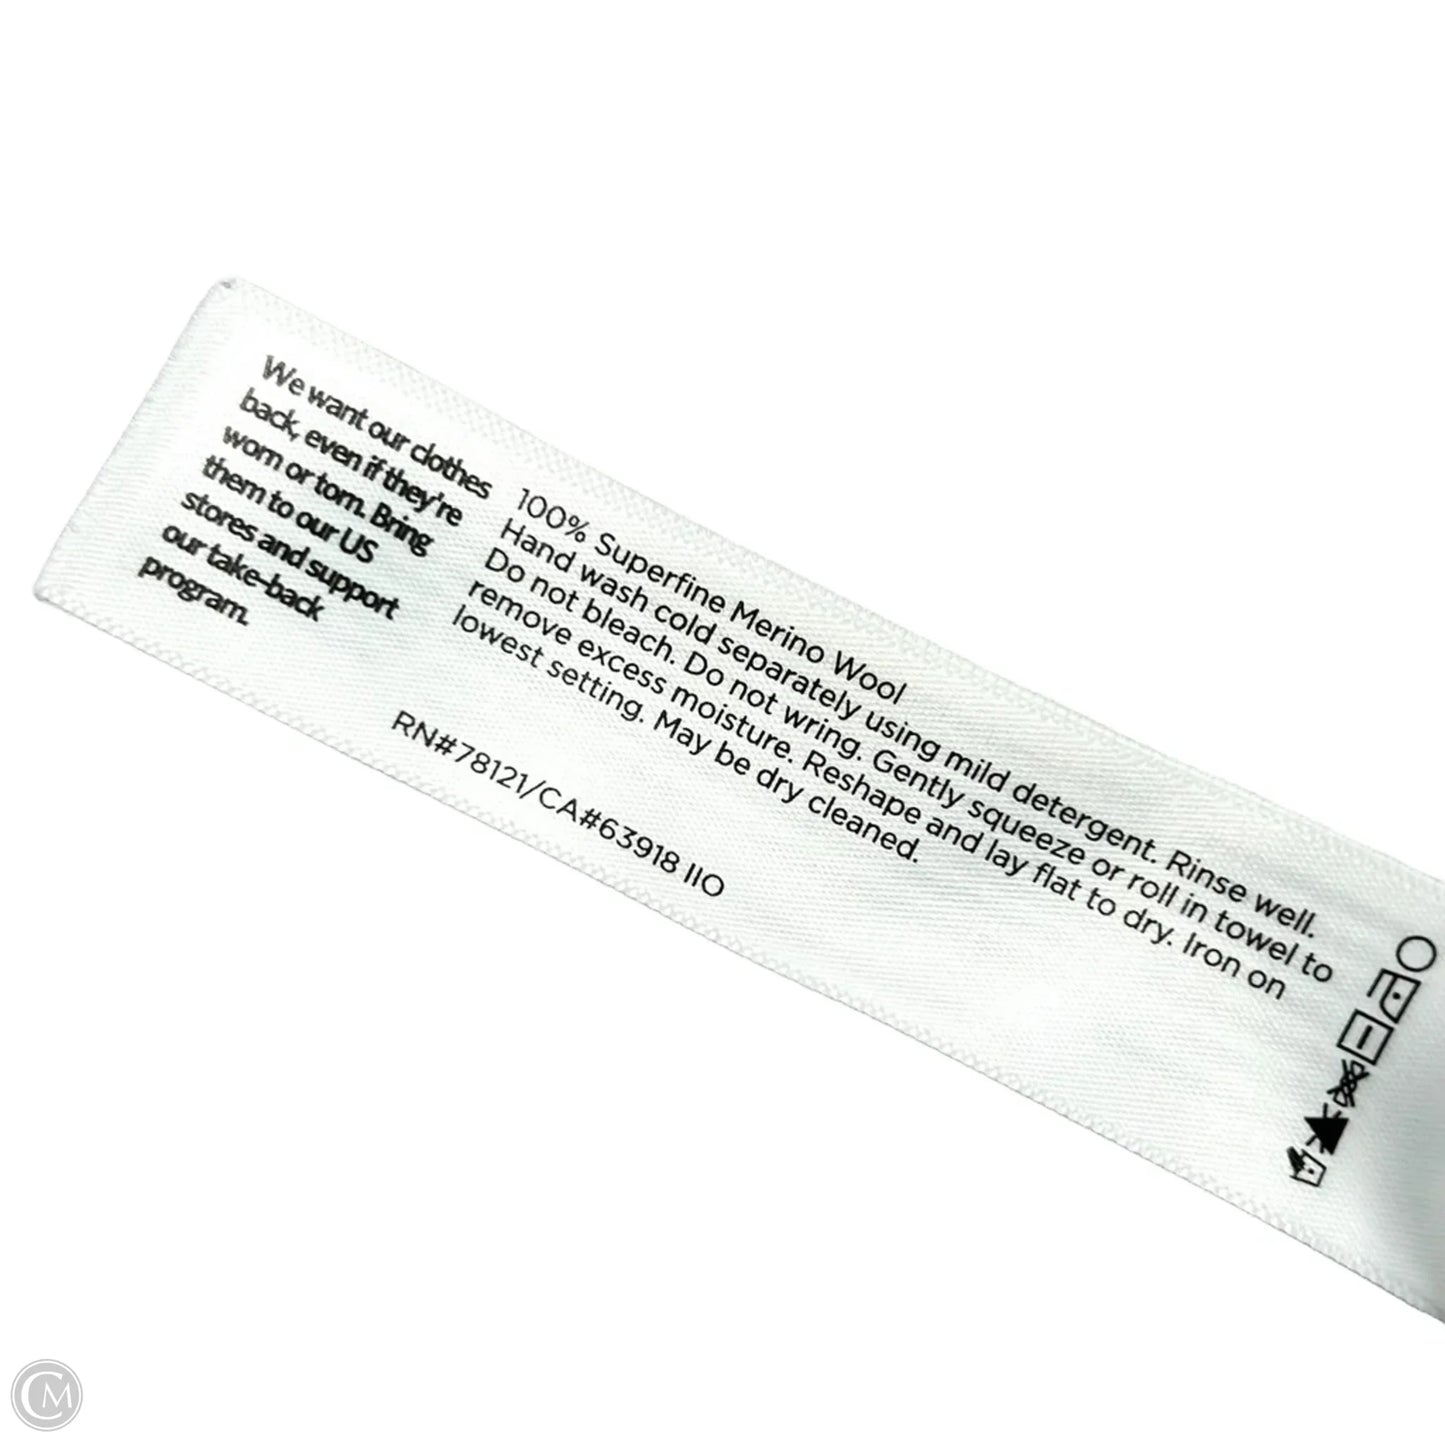 We want our clothes
back, even if they're
worn or torn. Bring
them to our US
stores and support
our take-back
program.
100% Superfine Merino Wool
Hand wash cold separately using mild detergent. Rinse well.
Do not bleach. Do not wring. Gently squeeze or roll in towel to
remove excess moisture. Reshape and lay flat to dry. Iron on
lowest setting. May be dry cleaned.
RN#78121/CA#63918 IIO
CM